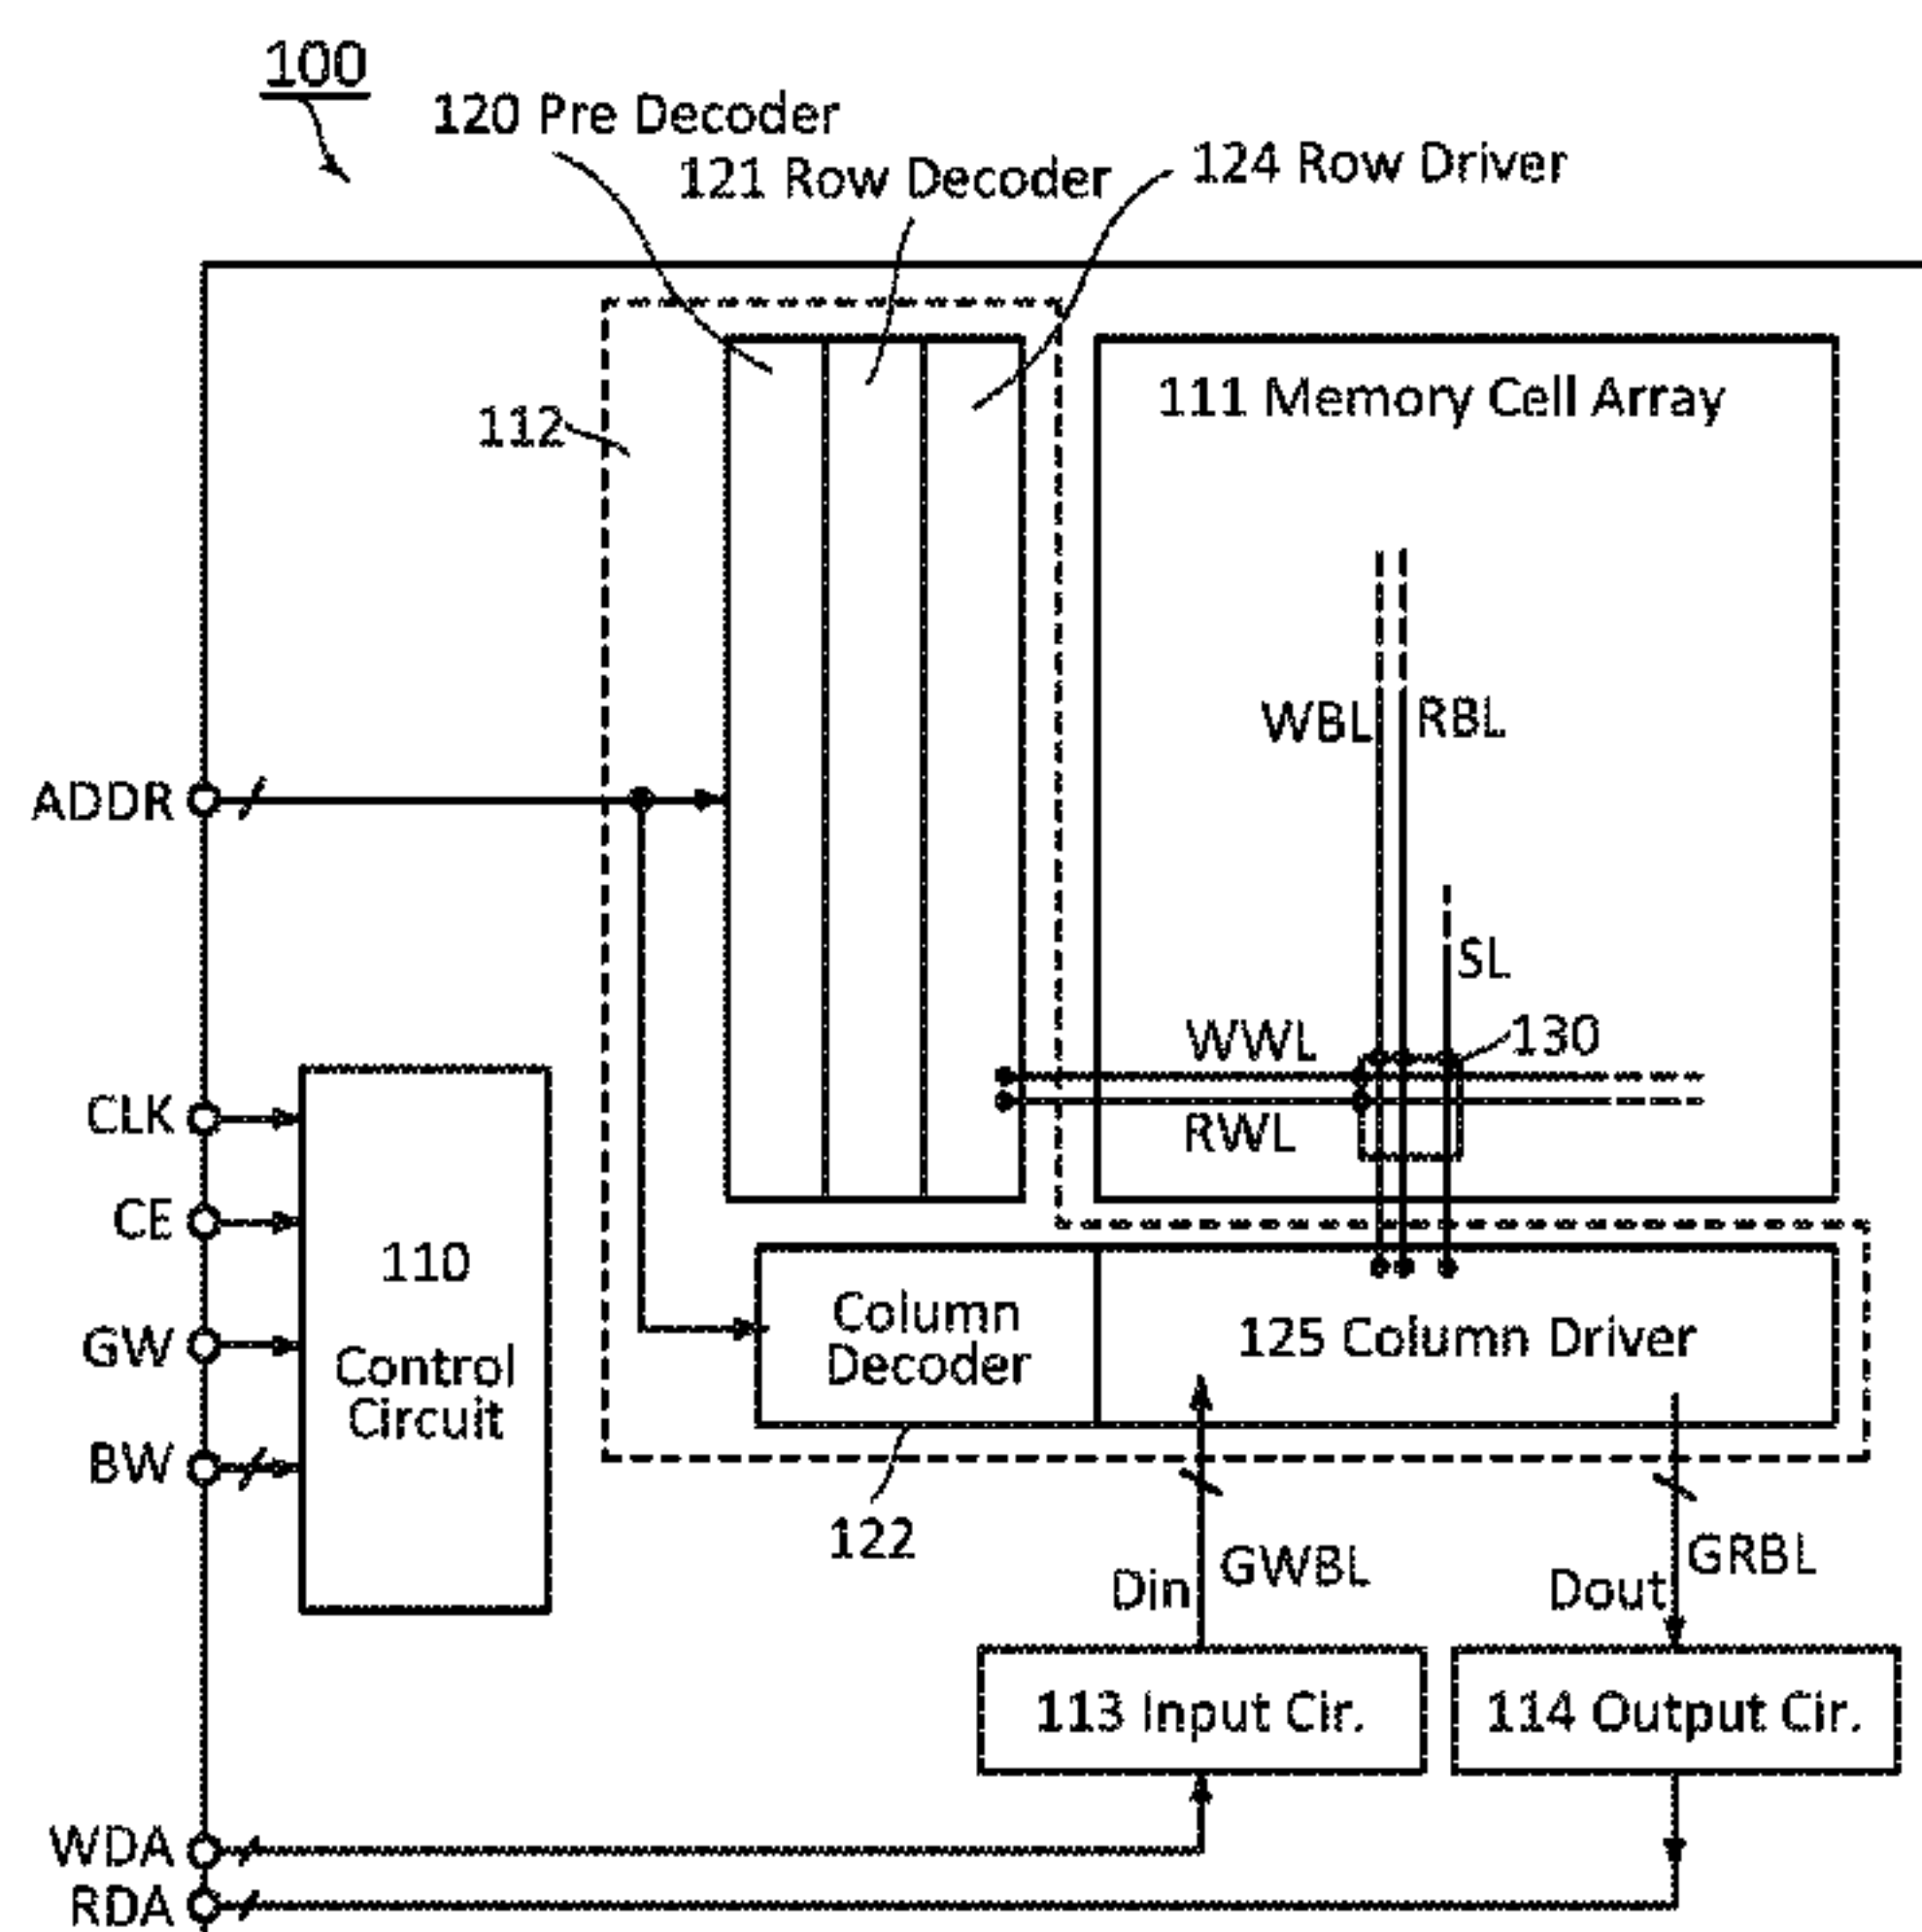 100
120 Pre Decoder
121 Row Decoder
124 Row Driver
112
111 Memory Cell Array
WBL
RBL
ADDR
SL
WWL
130
RWL
CLK
CE
GW
BW
110
Control
Circuit
Column
Decoder
125 Column Driver
122
Din
GWBL
Dout
GRBL
113 Input Cir.
114 Output Cir.
WDA
RDA